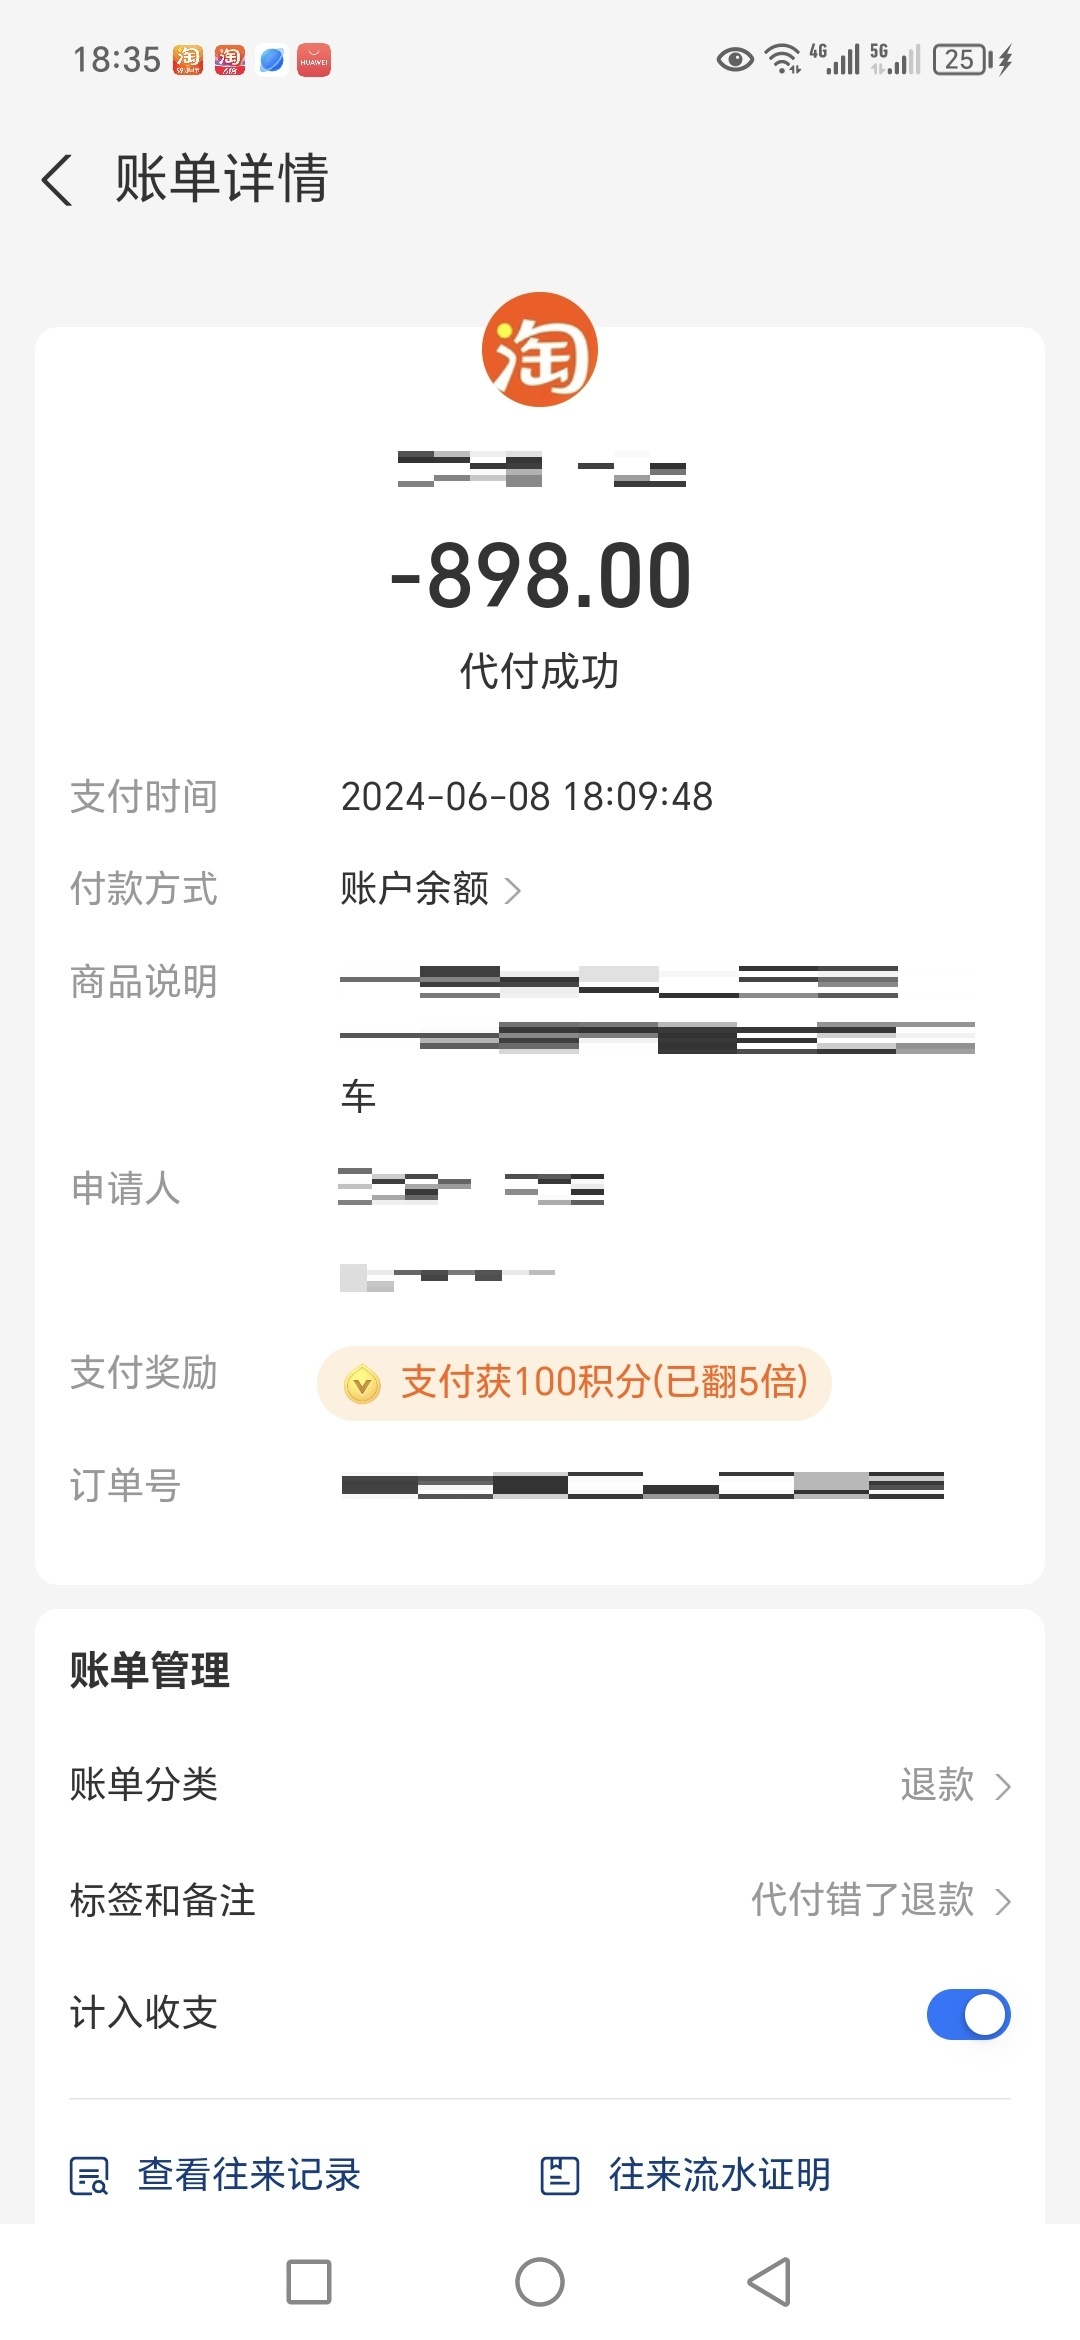 18:35
淘
淘
HUAWEI
4G
5G
25
账单详情
淘
-898.00
代付成功
支付时间 2024-06-08 18:09:48
付款方式 账户余额
商品说明
车
申请人
支付奖励 支付获100积分(已翻5倍)
订单号
账单管理
账单分类 退款
标签和备注 代付错了退款
计入收支
查看往来记录 往来流水证明